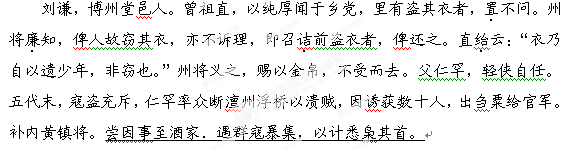 刘谦，博州堂邑人。曾祖直，以纯厚闻于乡党，里有盗其衣者，置不问。州
将廉知，俾人故窃其衣，亦不诉理，即召诘前盗衣者，俾还之。直绐云：“衣乃
自以遗少年，非窃也。”州将义之，赐以金帛，不受而去。父仁罕，轻侠自任。
五代末，寇盗充斥，仁罕率众断澶州浮桥以溃贼，因诱获数十人，出刍粟给官军。
补内黄镇将。尝因事至酒家．遇群寇暴集，以计悉枭其首。